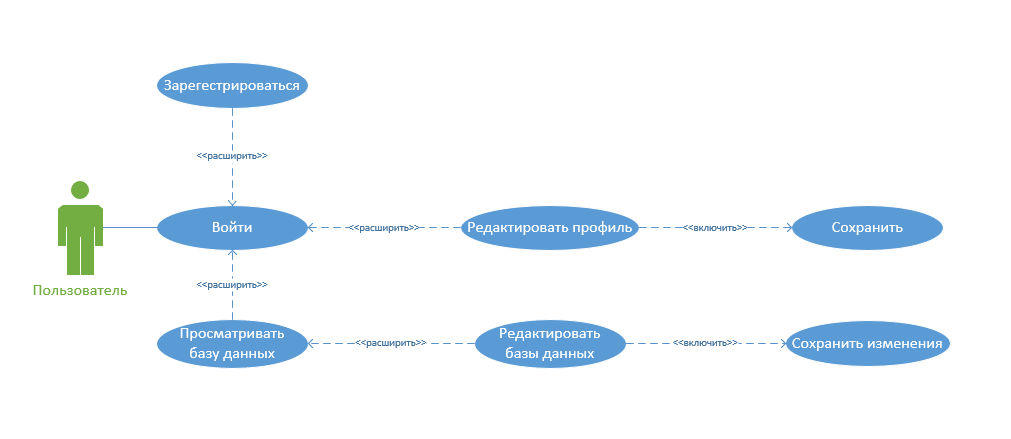 Зарегестрироваться
<<расширить>>
Войти
<<расширить>>
Редактировать профиль
<<включить>>
Сохранить
<<расширить>>
Пользователь
Просматривать
базу данных
<<расширить>>
Редактировать
базы данных
<<включить>>
Сохранить изменения